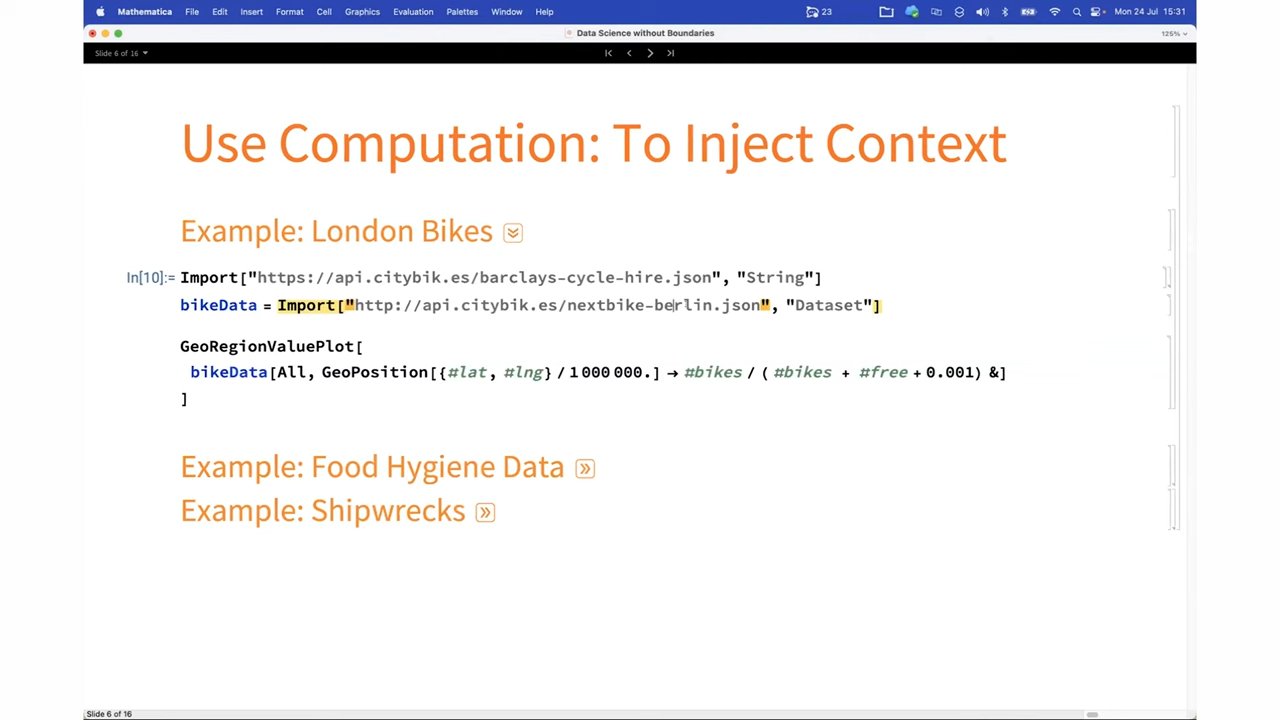 Mathematica File Edit Insert Format Cell Graphics Evaluation Palettes Window Help 23 Mon 24 Jul 15:31
Data Science without Boundaries 125%
Slide 6 of 16
Use Computation: To Inject Context
Example: London Bikes
In[10]:= Import["https://api.citybik.es/barclays-cycle-hire.json", "String"]
bikeData = Import["http://api.citybik.es/nextbike-berlin.json", "Dataset"]
GeoRegionValuePlot[
bikeData[All, GeoPosition[{#lat, #lng} / 1 000 000.] → #bikes / ( #bikes + #free + 0.001) &]
]
Example: Food Hygiene Data
Example: Shipwrecks
Slide 6 of 16